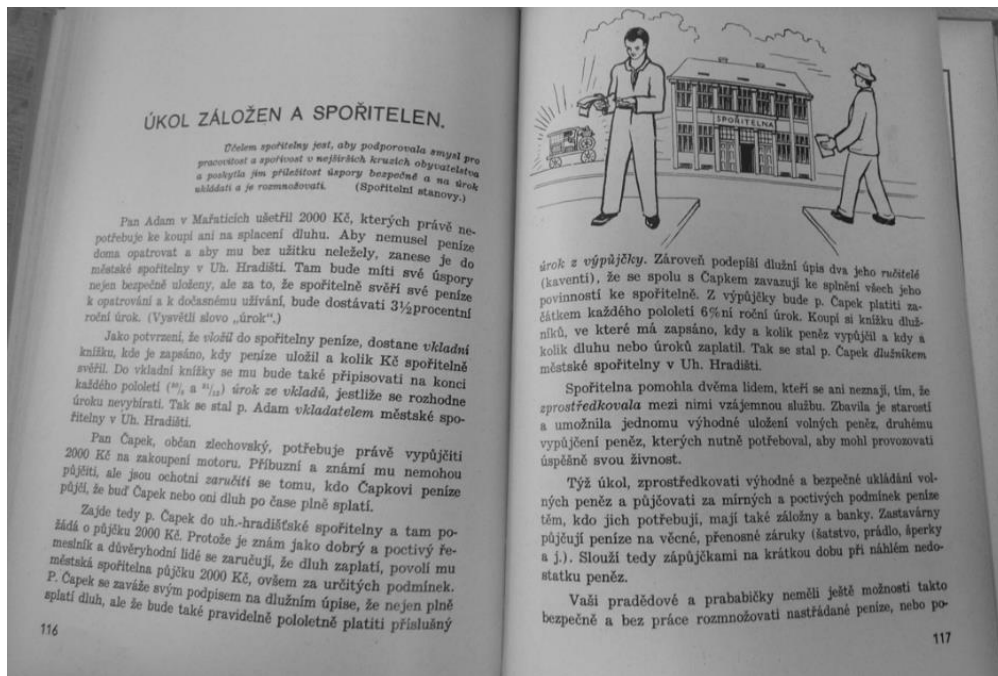 ÚKOL ZÁLOŽEN A SPOŘITELEN.
Účelem spořitelny jest, aby podporovala smysl pro
pracovitost a spořivost v nejširších kruzích obyvatelstva
a poskytla jim příležitost úspory bezpečně a na úrok
ukládati a je rozmnožovati. (Spořitelní stanovy.)
Pan Adam v Mařaticích ušetřil 2000 Kč, kterých právě ne-
potřebuje ke koupi ani na splacení dluhu. Aby nemusel peníze
doma opatrovat a aby mu bez užitku neležely, zanese je do
městské spořitelny v Uh. Hradišti. Tam bude míti své úspory
nejen bezpečně uloženy, ale za to, že spořitelně svěří své peníze
k opatrování a k dočasnému užívání, bude dostávati 3½procentní
roční úrok. (Vysvětli slovo „úrok“.)
Jako potvrzení, že vložil do spořitelny peníze, dostane vkladní
knížku, kde je zapsáno, kdy peníze uložil a kolik Kč spořitelně
svěřil. Do vkladní knížky se mu bude také připisovati na konci
každého pololetí (³⁰/₆ a ³¹/₁₂) úrok ze vkladů, jestliže se rozhodne
úroku nevybírati. Tak se stal p. Adam vkladatelem městské spo-
řitelny v Uh. Hradišti.
Pan Čapek, občan zlechovský, potřebuje právě vypůjčiti
2000 Kč na zakoupení motoru. Příbuzní a známí mu nemohou
půjčiti, ale jsou ochotni zaručiti se tomu, kdo Čapkovi peníze
půjčí, že buď Čapek nebo oni dluh po čase plně splatí.
Zajde tedy p. Čapek do uh.-hradišťské spořitelny a tam po-
žádá o půjčku 2000 Kč. Protože je znám jako dobrý a poctivý ře-
meslník a důvěryhodní lidé se zaručují, že dluh zaplatí, povolí mu
městská spořitelna půjčku 2000 Kč, ovšem za určitých podmínek.
P. Čapek se zaváže svým podpisem na dlužním úpise, že nejen plně
splatí dluh, ale že bude také pravidelně pololetně platiti příslušný
116
SPOŘITELNA
úrok z výpůjčky. Zároveň podepíší dlužní úpis dva jeho ručitelé
(kaventi), že se spolu s Čapkem zavazují ke splnění všech jeho
povinností ke spořitelně. Z výpůjčky bude p. Čapek platiti za-
čátkem každého pololetí 6%ní roční úrok. Koupí si knížku dluž-
níků, ve které má zapsáno, kdy a kolik peněz vypůjčil a kdy a
kolik dluhu nebo úroků zaplatil. Tak se stal p. Čapek dlužníkem
městské spořitelny v Uh. Hradišti.
Spořitelna pomohla dvěma lidem, kteří se ani neznají, tím, že
zprostředkovala mezi nimi vzájemnou službu. Zbavila je starostí
a umožnila jednomu výhodné uložení volných peněz, druhému
vypůjčení peněz, kterých nutně potřeboval, aby mohl provozovati
úspěšně svou živnost.
Týž úkol, zprostředkovati výhodné a bezpečné ukládání vol-
ných peněz a půjčovati za mírných a poctivých podmínek peníze
těm, kdo jich potřebují, mají také záložny a banky. Zastavárny
půjčují peníze na věcné, přenosné záruky (šatstvo, prádlo, šperky
a j.). Slouží tedy zápůjčkami na krátkou dobu při náhlém nedo-
statku peněz.
Vaši pradědové a prababičky neměli ještě možnosti takto
bezpečně a bez práce rozmnožovati nastřádané peníze, nebo po-
117